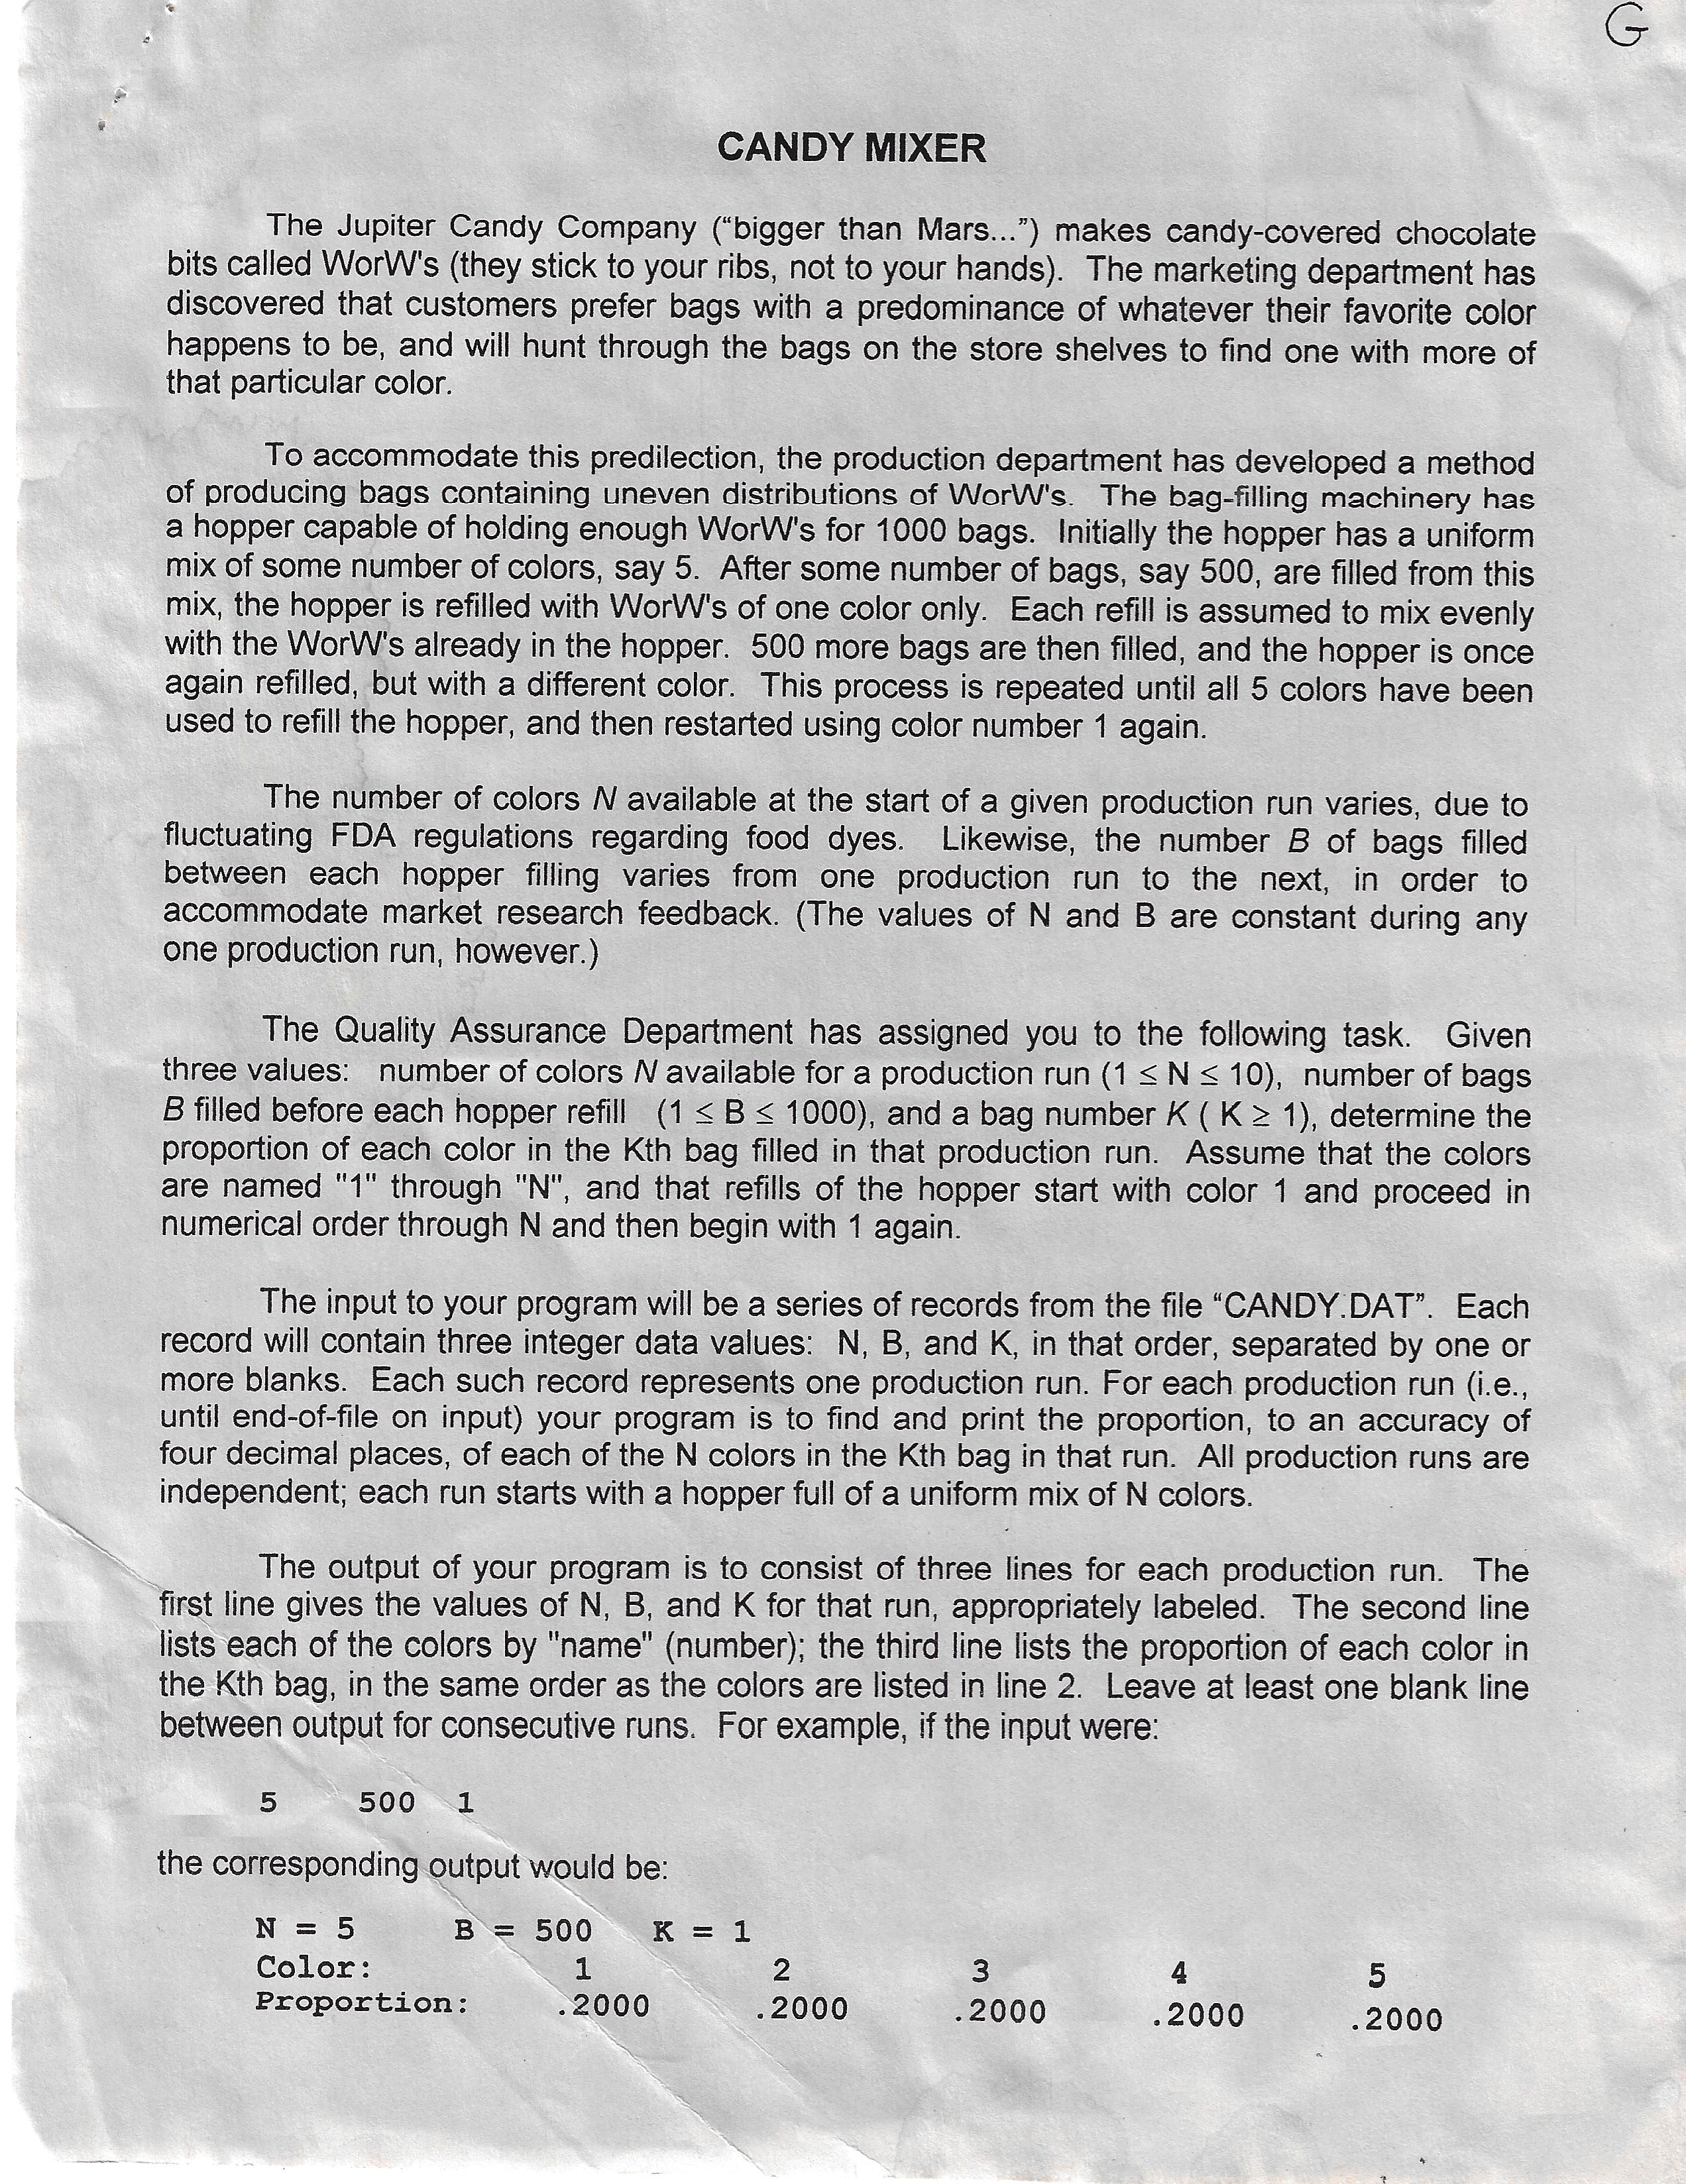 G
CANDY MIXER
The Jupiter Candy Company (“bigger than Mars...”) makes candy-covered chocolate
bits called WorW's (they stick to your ribs, not to your hands). The marketing department has
discovered that customers prefer bags with a predominance of whatever their favorite color
happens to be, and will hunt through the bags on the store shelves to find one with more of
that particular color.
To accommodate this predilection, the production department has developed a method
of producing bags containing uneven distributions of WorW's. The bag-filling machinery has
a hopper capable of holding enough WorW's for 1000 bags. Initially the hopper has a uniform
mix of some number of colors, say 5. After some number of bags, say 500, are filled from this
mix, the hopper is refilled with WorW's of one color only. Each refill is assumed to mix evenly
with the WorW's already in the hopper. 500 more bags are then filled, and the hopper is once
again refilled, but with a different color. This process is repeated until all 5 colors have been
used to refill the hopper, and then restarted using color number 1 again.
The number of colors N available at the start of a given production run varies, due to
fluctuating FDA regulations regarding food dyes. Likewise, the number B of bags filled
between each hopper filling varies from one production run to the next, in order to
accommodate market research feedback. (The values of N and B are constant during any
one production run, however.)
The Quality Assurance Department has assigned you to the following task. Given
three values: number of colors N available for a production run (1 ≤ N ≤ 10), number of bags
B filled before each hopper refill (1 ≤ B ≤ 1000), and a bag number K ( K ≥ 1), determine the
proportion of each color in the Kth bag filled in that production run. Assume that the colors
are named "1" through "N", and that refills of the hopper start with color 1 and proceed in
numerical order through N and then begin with 1 again.
The input to your program will be a series of records from the file “CANDY.DAT”. Each
record will contain three integer data values: N, B, and K, in that order, separated by one or
more blanks. Each such record represents one production run. For each production run (i.e.,
until end-of-file on input) your program is to find and print the proportion, to an accuracy of
four decimal places, of each of the N colors in the Kth bag in that run. All production runs are
independent; each run starts with a hopper full of a uniform mix of N colors.
The output of your program is to consist of three lines for each production run. The
first line gives the values of N, B, and K for that run, appropriately labeled. The second line
lists each of the colors by "name" (number); the third line lists the proportion of each color in
the Kth bag, in the same order as the colors are listed in line 2. Leave at least one blank line
between output for consecutive runs. For example, if the input were:
5 500 1
the corresponding output would be:
N = 5 B = 500 K = 1
Color: 1 2 3 4 5
Proportion: .2000 .2000 .2000 .2000 .2000